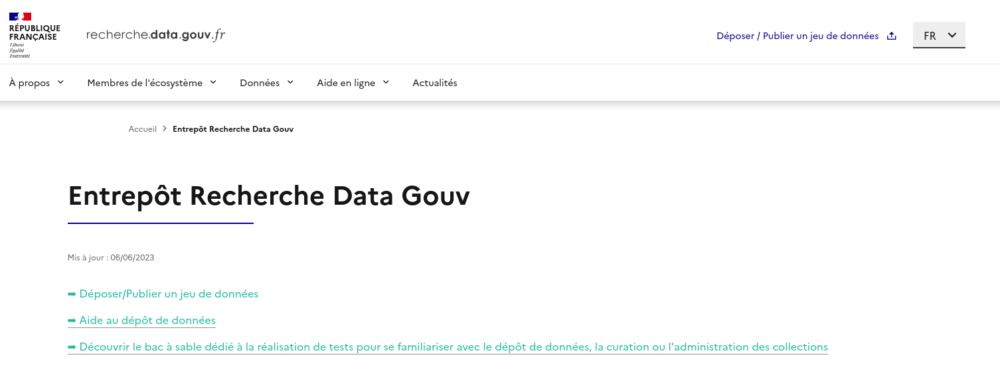 RÉPUBLIQUE
FRANÇAISE
Liberté
Égalité
Fraternité
recherche.data.gouv.fr
Déposer / Publier un jeu de données
FR
À propos
Membres de l'écosystème
Données
Aide en ligne
Actualités
Accueil > Entrepôt Recherche Data Gouv
Entrepôt Recherche Data Gouv
Mis à jour : 06/06/2023
➡ Déposer/Publier un jeu de données
➡ Aide au dépôt de données
➡ Découvrir le bac à sable dédié à la réalisation de tests pour se familiariser avec le dépôt de données, la curation ou l'administration des collections